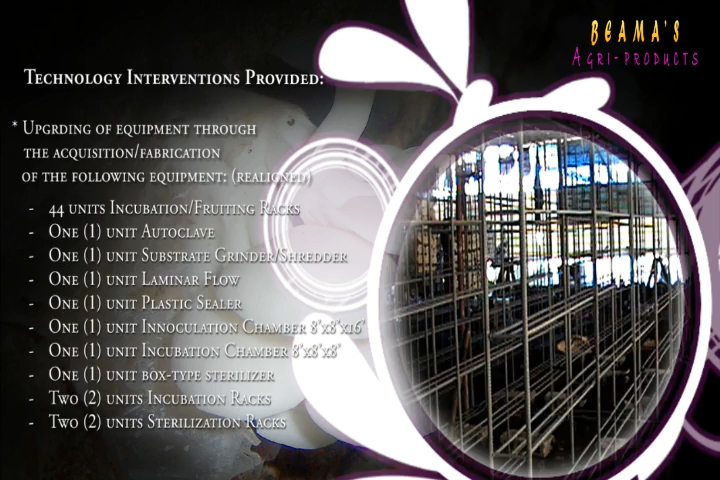 BEAMA'S
AGRI-PRODUCTS
TECHNOLOGY INTERVENTIONS PROVIDED:
* UPGRDING OF EQUIPMENT THROUGH
THE ACQUISITION/FABRICATION
OF THE FOLLOWING EQUIPMENT: (REALIGNED)
- 44 UNITS INCUBATION/FRUITING RACKS
- ONE (1) UNIT AUTOCLAVE
- ONE (1) UNIT SUBSTRATE GRINDER/SHREDDER
- ONE (1) UNIT LAMINAR FLOW
- ONE (1) UNIT PLASTIC SEALER
- ONE (1) UNIT INNOCULATION CHAMBER 8'X8'X16'
- ONE (1) UNIT INCUBATION CHAMBER 8'X8'X8'
- ONE (1) UNIT BOX-TYPE STERILIZER
- TWO (2) UNITS INCUBATION RACKS
- TWO (2) UNITS STERILIZATION RACKS